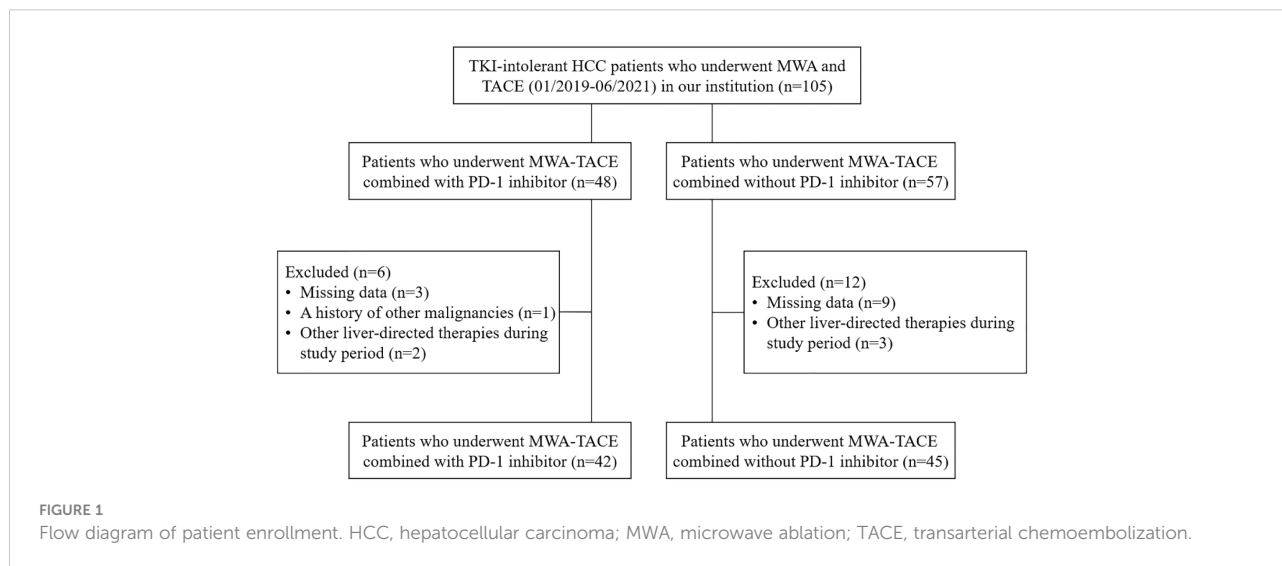 TKI-intolerant HCC patients who underwent MWA and
TACE (01/2019-06/2021) in our institution (n=105)
Patients who underwent MWA-TACE
combined with PD-1 inhibitor (n=48)
Patients who underwent MWA-TACE
combined without PD-1 inhibitor (n=57)
Excluded (n=6)
• Missing data (n=3)
• A history of other malignancies (n=1)
• Other liver-directed therapies during
study period (n=2)
Excluded (n=12)
• Missing data (n=9)
• Other liver-directed therapies during
study period (n=3)
Patients who underwent MWA-TACE
combined with PD-1 inhibitor (n=42)
Patients who underwent MWA-TACE
combined without PD-1 inhibitor (n=45)
FIGURE 1
Flow diagram of patient enrollment. HCC, hepatocellular carcinoma; MWA, microwave ablation; TACE, transarterial chemoembolization.